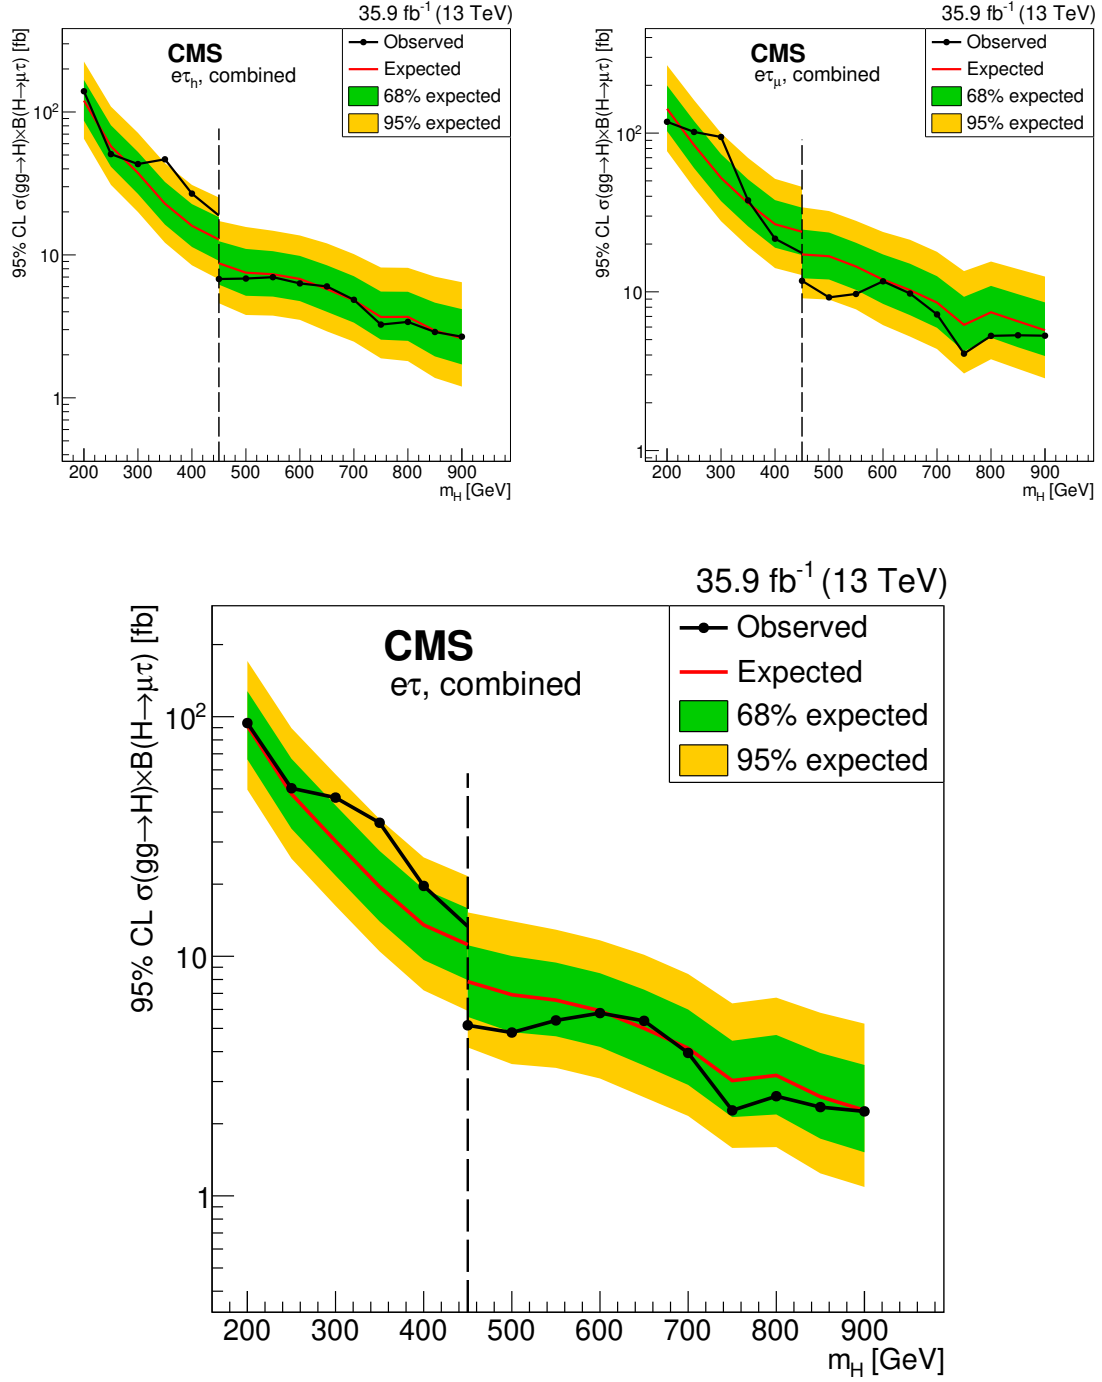 35.9 fb⁻¹ (13 TeV)
95% CL σ(gg→H)×B(H→μτ) [fb]
CMS
eτₕ, combined
Observed
Expected
68% expected
95% expected
10²
10
1
200 300 400 500 600 700 800 900
m_H [GeV]
35.9 fb⁻¹ (13 TeV)
95% CL σ(gg→H)×B(H→μτ) [fb]
CMS
eτ_μ, combined
Observed
Expected
68% expected
95% expected
10²
10
1
200 300 400 500 600 700 800 900
m_H [GeV]
35.9 fb⁻¹ (13 TeV)
95% CL σ(gg→H)×B(H→μτ) [fb]
CMS
eτ, combined
Observed
Expected
68% expected
95% expected
10²
10
1
200 300 400 500 600 700 800 900
m_H [GeV]